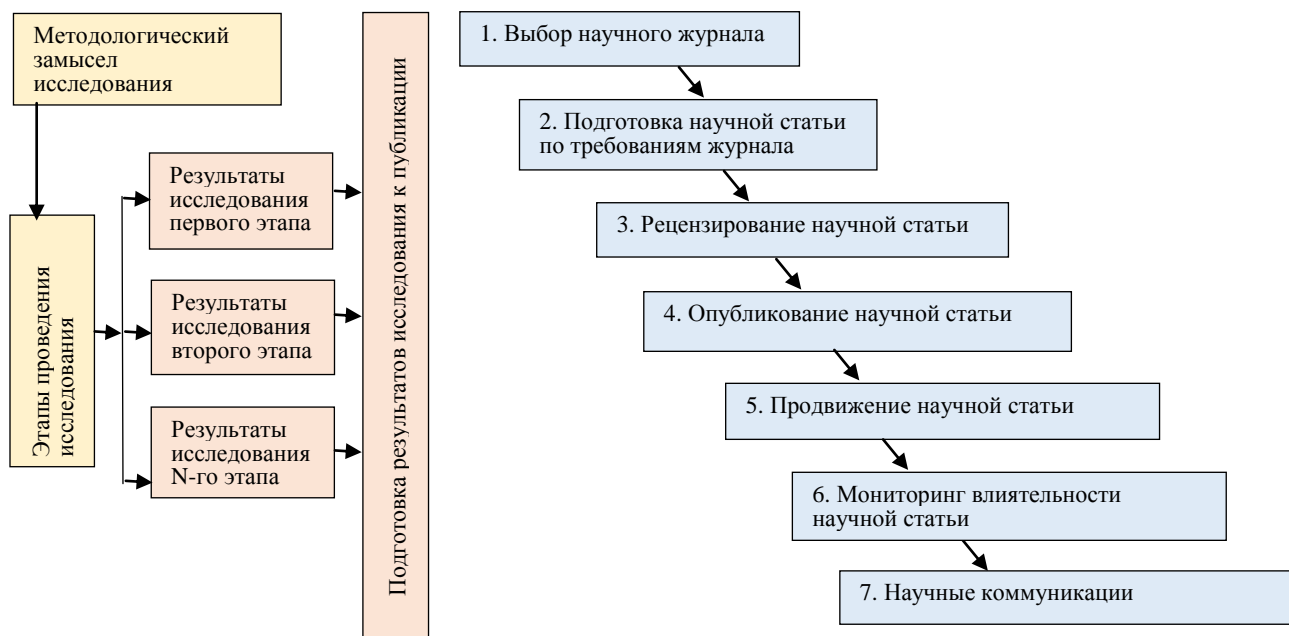 Методологический
замысел
исследования
Этапы проведения
исследования
Результаты
исследования
первого этапа
Результаты
исследования
второго этапа
Результаты
исследования
N-го этапа
Подготовка результатов исследования к публикации
1. Выбор научного журнала
2. Подготовка научной статьи
по требованиям журнала
3. Рецензирование научной статьи
4. Опубликование научной статьи
5. Продвижение научной статьи
6. Мониторинг влиятельности
научной статьи
7. Научные коммуникации